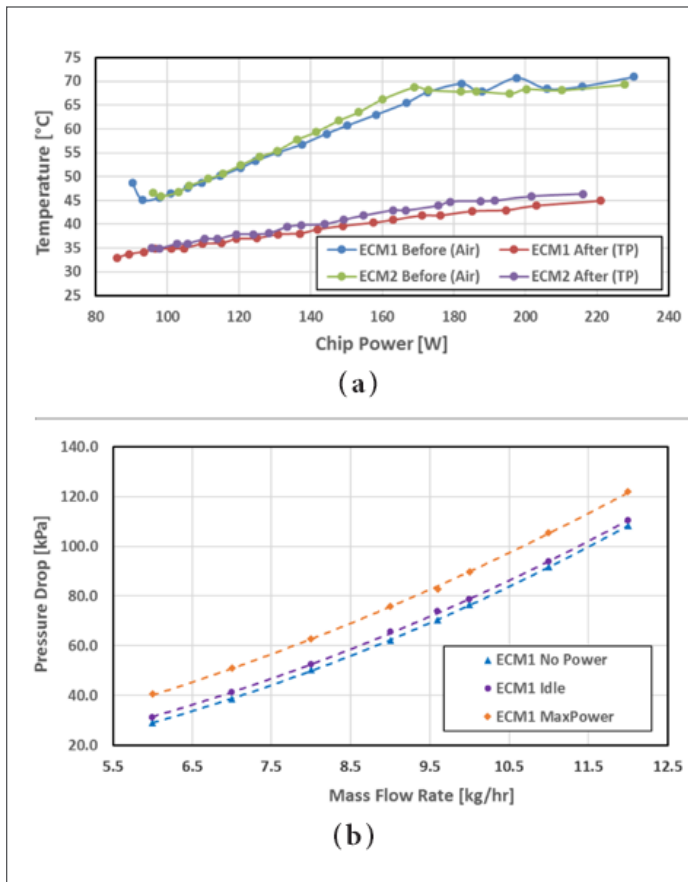 75
70
65
60
55
50
45
40
35
30
25
Temperature [°C]
ECM1 Before (Air)
ECM1 After (TP)
ECM2 Before (Air)
ECM2 After (TP)
80 100 120 140 160 180 200 220 240
Chip Power [W]
(a)
140.0
120.0
100.0
80.0
60.0
40.0
20.0
Pressure Drop [kPa]
ECM1 No Power
ECM1 Idle
ECM1 MaxPower
5.5 6.5 7.5 8.5 9.5 10.5 11.5 12.5
Mass Flow Rate [kg/hr]
(b)